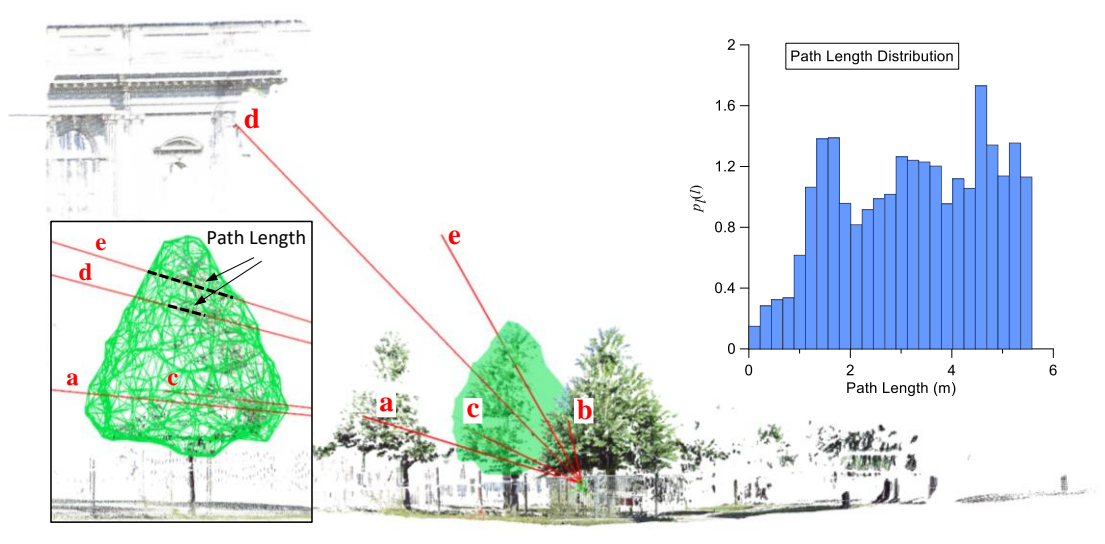 d
e
a
c
b
e
Path Length
d
a
c
Path Length Distribution
2
1.6
1.2
0.8
0.4
0
p_l(l)
0
2
4
6
Path Length (m)